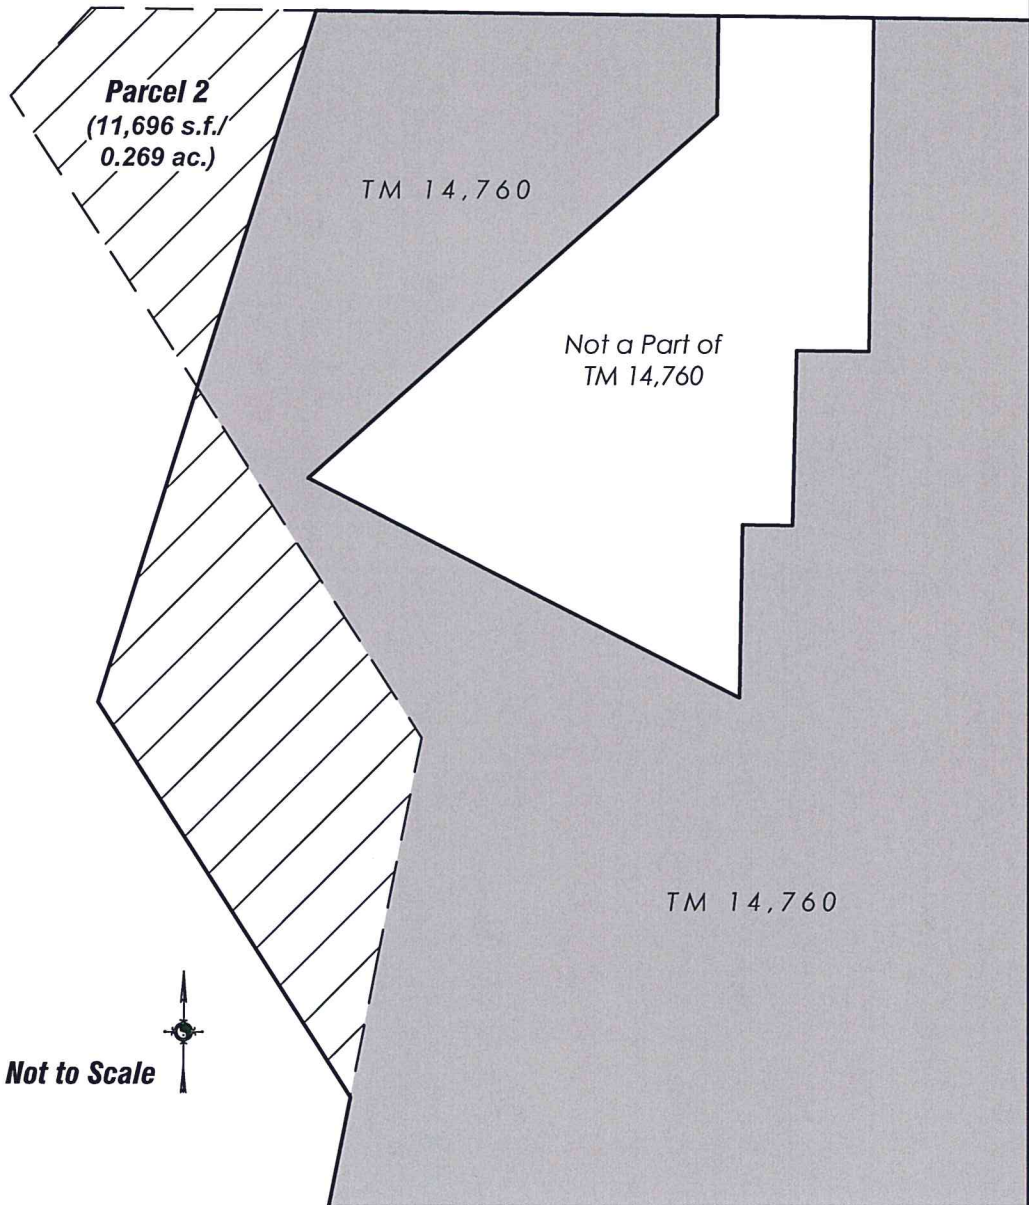 Parcel 2
(11,696 s.f./
0.269 ac.)
TM 14,760
Not a Part of
TM 14,760
TM 14,760
Not to Scale